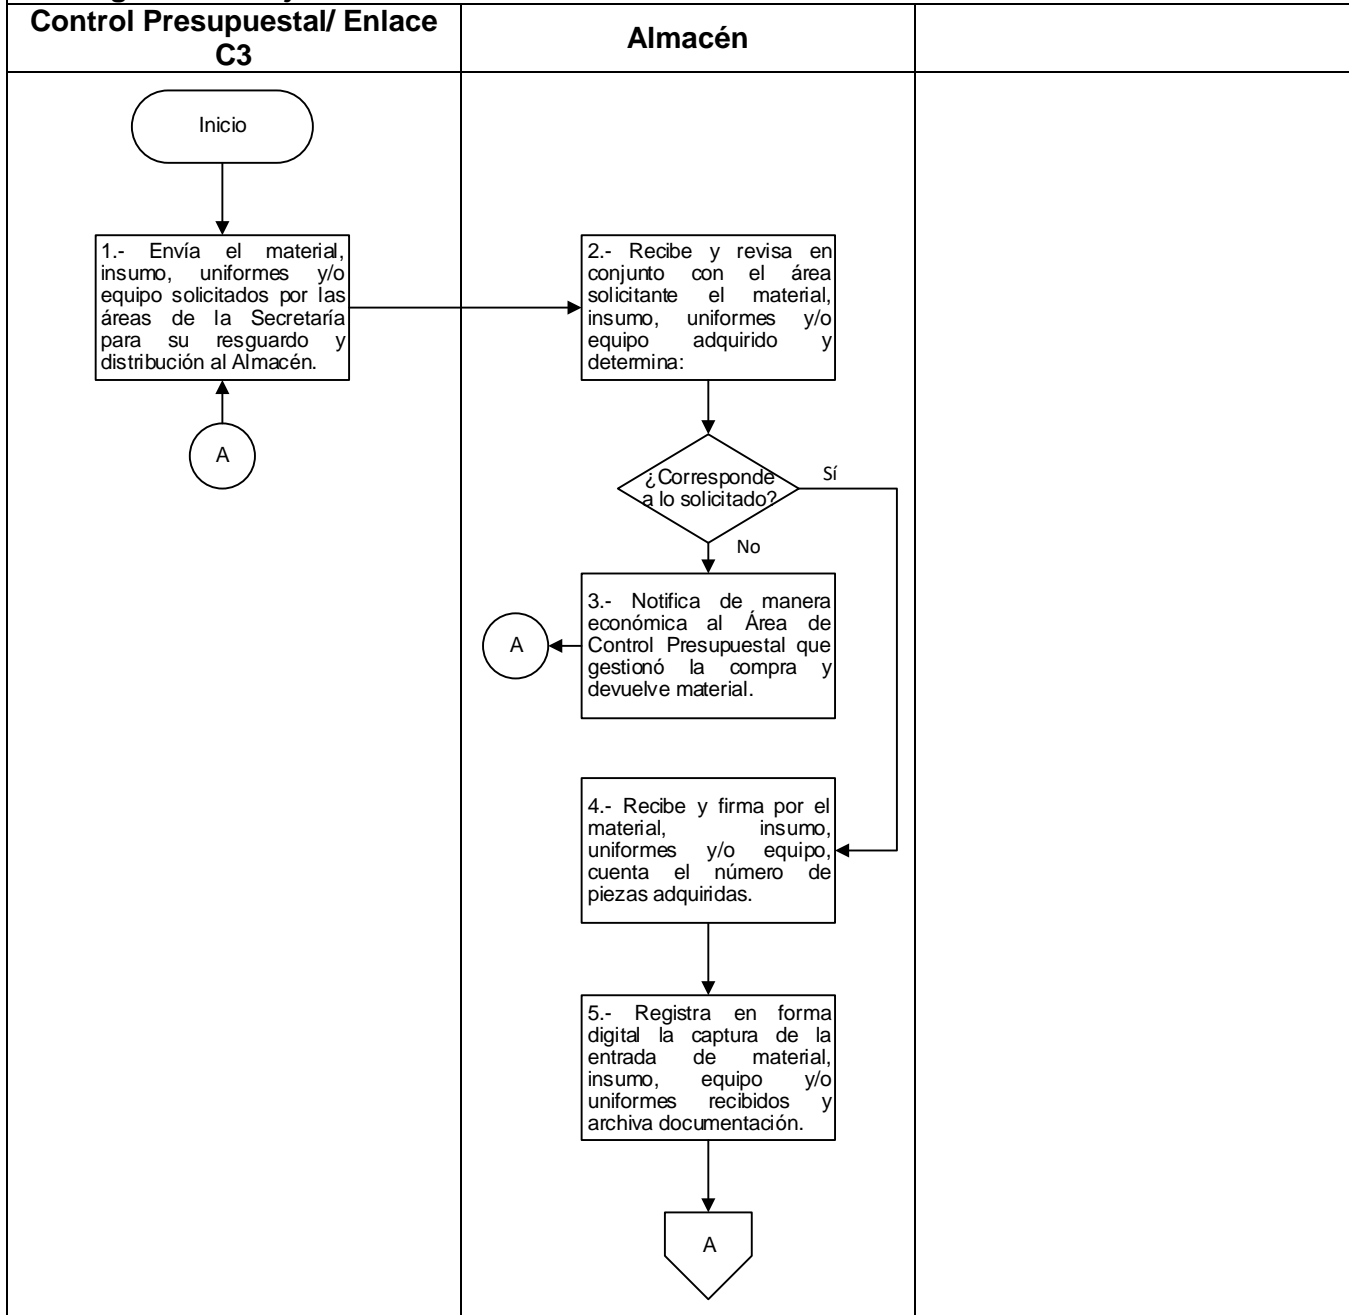 Control Presupuestal/ Enlace
C3
Almacén
Inicio
1.- Envía el material,
insumo, uniformes y/o
equipo solicitados por las
áreas de la Secretaría
para su resguardo y
distribución al Almacén.
A
2.- Recibe y revisa en
conjunto con el área
solicitante el material,
insumo, uniformes y/o
equipo adquirido y
determina:
¿Corresponde
a lo solicitado?
Sí
No
3.- Notifica de manera
económica al Área de
Control Presupuestal que
gestionó la compra y
devuelve material.
A
4.- Recibe y firma por el
material, insumo,
uniformes y/o equipo,
cuenta el número de
piezas adquiridas.
5.- Registra en forma
digital la captura de la
entrada de material,
insumo, equipo y/o
uniformes recibidos y
archiva documentación.
A